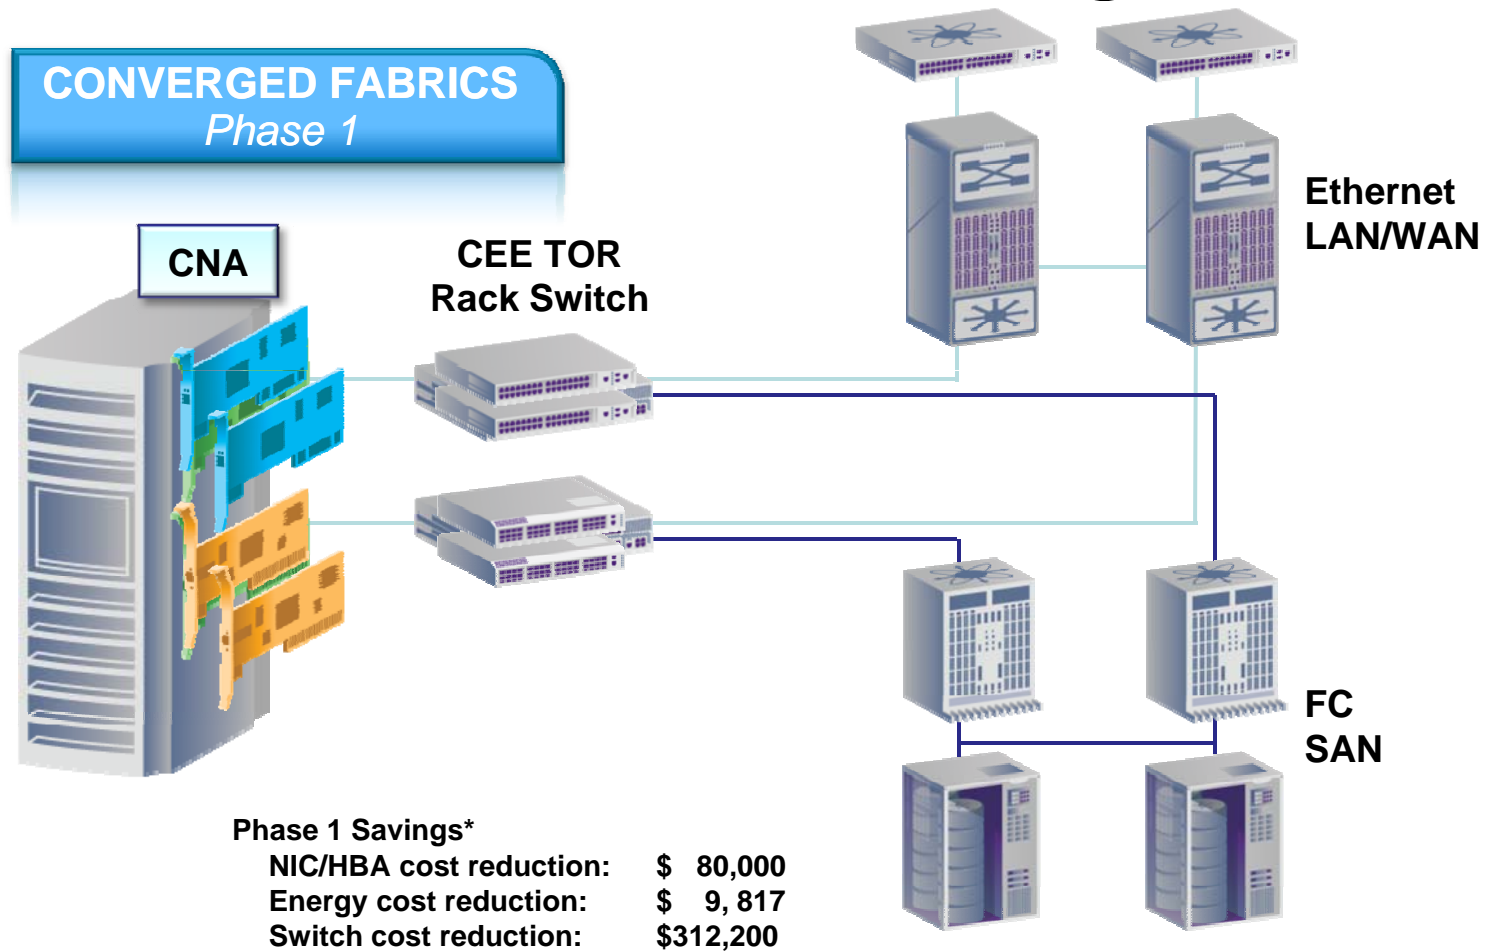 CONVERGED FABRICS
Phase 1
CNA
CEE TOR
Rack Switch
Ethernet
LAN/WAN
FC
SAN
Phase 1 Savings*
NIC/HBA cost reduction: $ 80,000
Energy cost reduction: $ 9, 817
Switch cost reduction: $312,200